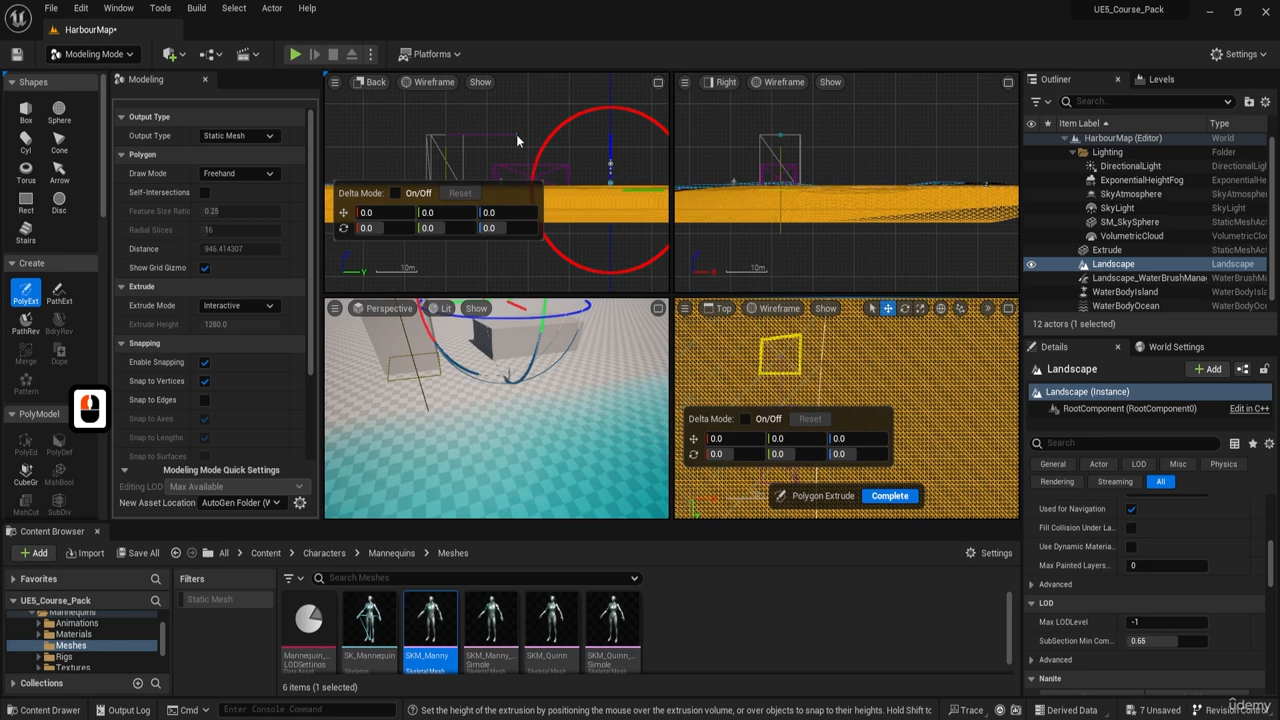 File Edit Window Tools Build Select Actor Help
UE5_Course_Pack
HarbourMap*
Modeling Mode
Platforms
Settings
Shapes
Box Sphere
Cyl Cone
Torus Arrow
Rect Disc
Stairs
Create
PolyExt PathExt
PathRev BdryRev
Merge Dupe
Pattern
PolyModel
PolyEd PolyDef
CubeGr MshBool
MshCut SubDiv
Modeling
Output Type
Output Type Static Mesh
Polygon
Draw Mode Freehand
Self-Intersections
Feature Size Ratio 0.25
Radial Slices 16
Distance 946.414307
Show Grid Gizmo
Extrude
Extrude Mode Interactive
Extrude Height 1280.0
Snapping
Enable Snapping
Snap to Vertices
Snap to Edges
Snap to Axes
Snap to Lengths
Snap to Surfaces
Modeling Mode Quick Settings
Editing LOD Max Available
New Asset Location AutoGen Folder (W
Back Wireframe Show
Delta Mode: On/Off Reset
0.0 0.0 0.0
0.0 0.0 0.0
10m
Right Wireframe Show
10m
Perspective Lit Show
Top Wireframe Show
Delta Mode: On/Off Reset
0.0 0.0 0.0
0.0 0.0 0.0
Polygon Extrude Complete
Outliner Levels
Search...
Item Label Type
HarbourMap (Editor) World
Lighting Folder
DirectionalLight DirectionalLig
ExponentialHeightFog ExponentialHe
SkyAtmosphere SkyAtmospher
SkyLight SkyLight
SM_SkySphere StaticMeshAc
VolumetricCloud VolumetricClo
Extrude StaticMeshAct
Landscape Landscape
Landscape_WaterBrushMana WaterBrushMa
WaterBodyIsland WaterBodyIsla
WaterBodyOcean WaterBodyOce
12 actors (1 selected)
Details World Settings
Landscape Add
Landscape (Instance)
RootComponent (RootComponent0) Edit in C++
Search
General Actor LOD Misc Physics
Rendering Streaming All
Used for Navigation
Fill Collision Under La...
Use Dynamic Materia...
Max Painted Layers... 0
Advanced
LOD
Max LODLevel -1
SubSection Min Com... 0.65
Advanced
Nanite
Content Browser
Add Import Save All All Content Characters Mannequins Meshes Settings
Favorites
UE5_Course_Pack
Mannequins
Animations
Materials
Meshes
Rigs
Textures
Collections
Filters
Static Mesh
Search Meshes
Mannequin_
LODSettings
SK_Mannequin
Skeleton
SKM_Manny
Skeletal Mesh
SKM_Manny_
Simple
Skeletal Mesh
SKM_Quinn
Skeletal Mesh
SKM_Quinn_
Simple
Skeletal Mesh
6 items (1 selected)
Content Drawer Output Log Cmd Enter Console Command Set the height of the extrusion by positioning the mouse over the extrusion volume, or over objects to snap to their heights. Hold Shift tc Trace Derived Data 7 Unsaved Revision Control
udemy